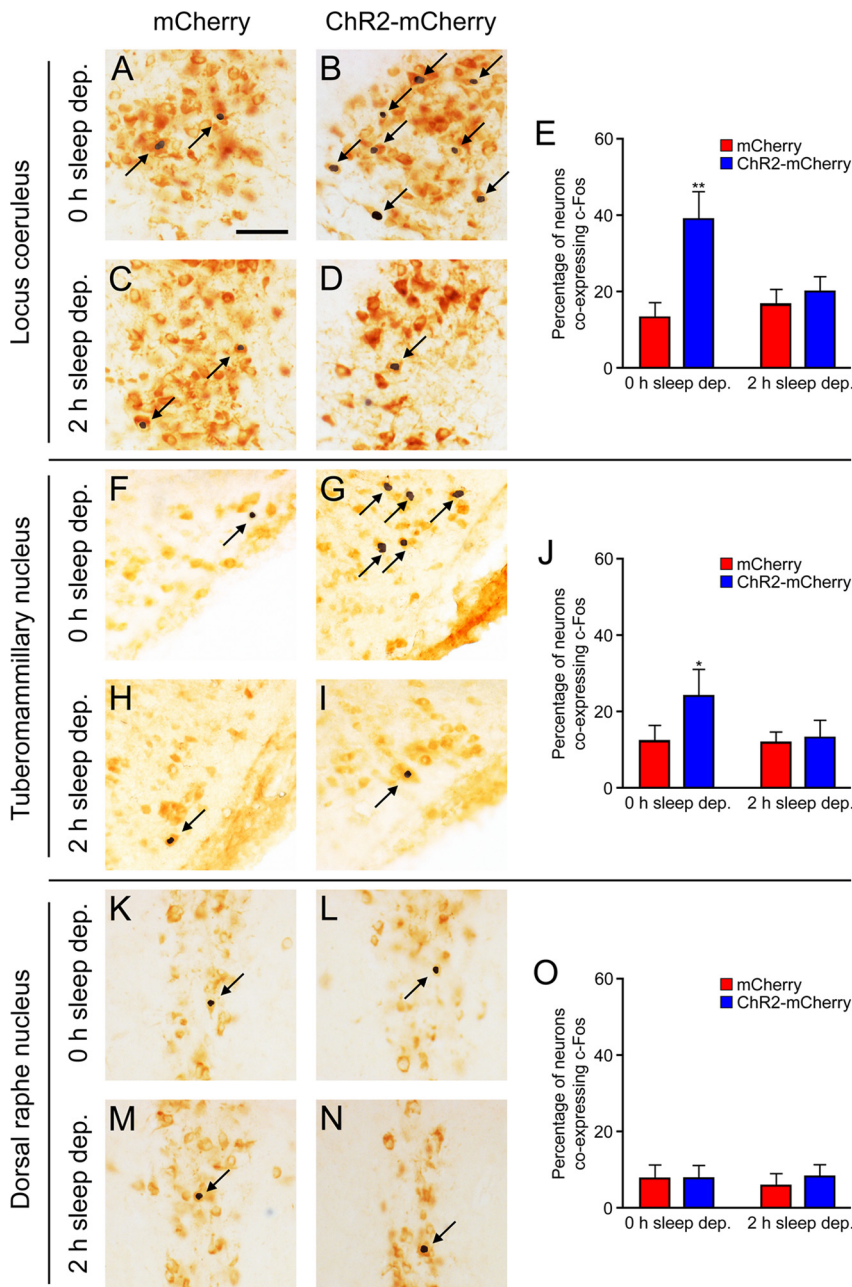 mCherry
ChR2-mCherry
Locus coeruleus
0 h sleep dep.
A
B
2 h sleep dep.
C
D
E
Percentage of neurons
co-expressing c-Fos
60
40
20
0
mCherry
ChR2-mCherry
**
0 h sleep dep.
2 h sleep dep.
Tuberomammillary nucleus
0 h sleep dep.
F
G
2 h sleep dep.
H
I
J
Percentage of neurons
co-expressing c-Fos
60
40
20
0
mCherry
ChR2-mCherry
*
0 h sleep dep.
2 h sleep dep.
Dorsal raphe nucleus
0 h sleep dep.
K
L
2 h sleep dep.
M
N
O
Percentage of neurons
co-expressing c-Fos
60
40
20
0
mCherry
ChR2-mCherry
0 h sleep dep.
2 h sleep dep.